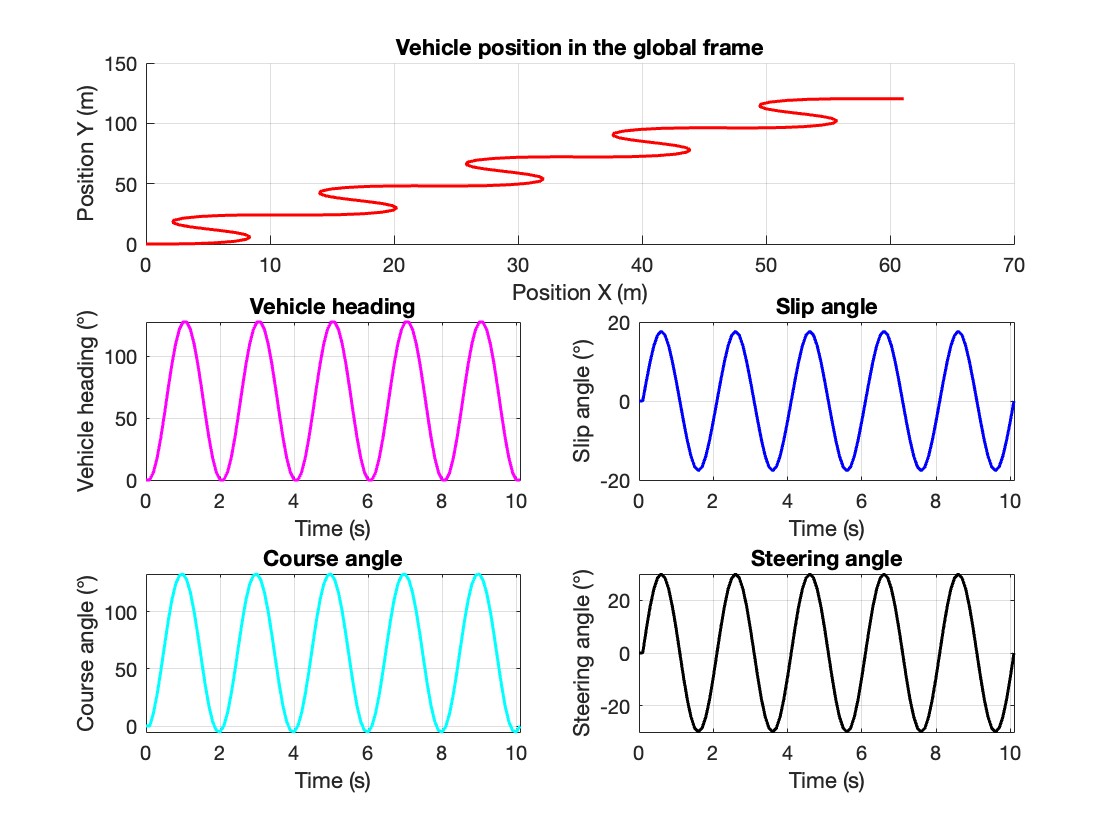 Vehicle position in the global frame
Position Y (m)
150
100
50
0
0 10 20 30 40 50 60 70
Position X (m)
Vehicle heading
Vehicle heading (°)
100
50
0
0 2 4 6 8 10
Time (s)
Slip angle
Slip angle (°)
20
0
-20
0 2 4 6 8 10
Time (s)
Course angle
Course angle (°)
100
50
0
0 2 4 6 8 10
Time (s)
Steering angle
Steering angle (°)
20
0
-20
0 2 4 6 8 10
Time (s)